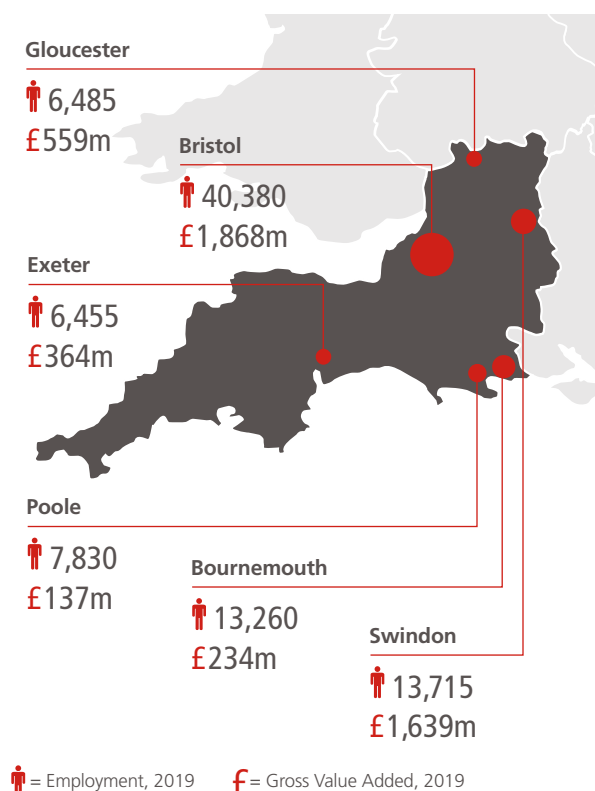 Gloucester
6,485
£559m
Bristol
40,380
£1,868m
Exeter
6,455
£364m
Poole
7,830
£137m
Bournemouth
13,260
£234m
Swindon
13,715
£1,639m
= Employment, 2019
£ = Gross Value Added, 2019